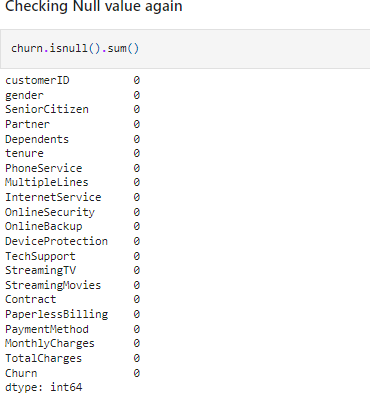 Checking Null value again
churn.isnull().sum()
customerID 0
gender 0
SeniorCitizen 0
Partner 0
Dependents 0
tenure 0
PhoneService 0
MultipleLines 0
InternetService 0
OnlineSecurity 0
OnlineBackup 0
DeviceProtection 0
TechSupport 0
StreamingTV 0
StreamingMovies 0
Contract 0
PaperlessBilling 0
PaymentMethod 0
MonthlyCharges 0
TotalCharges 0
Churn 0
dtype: int64